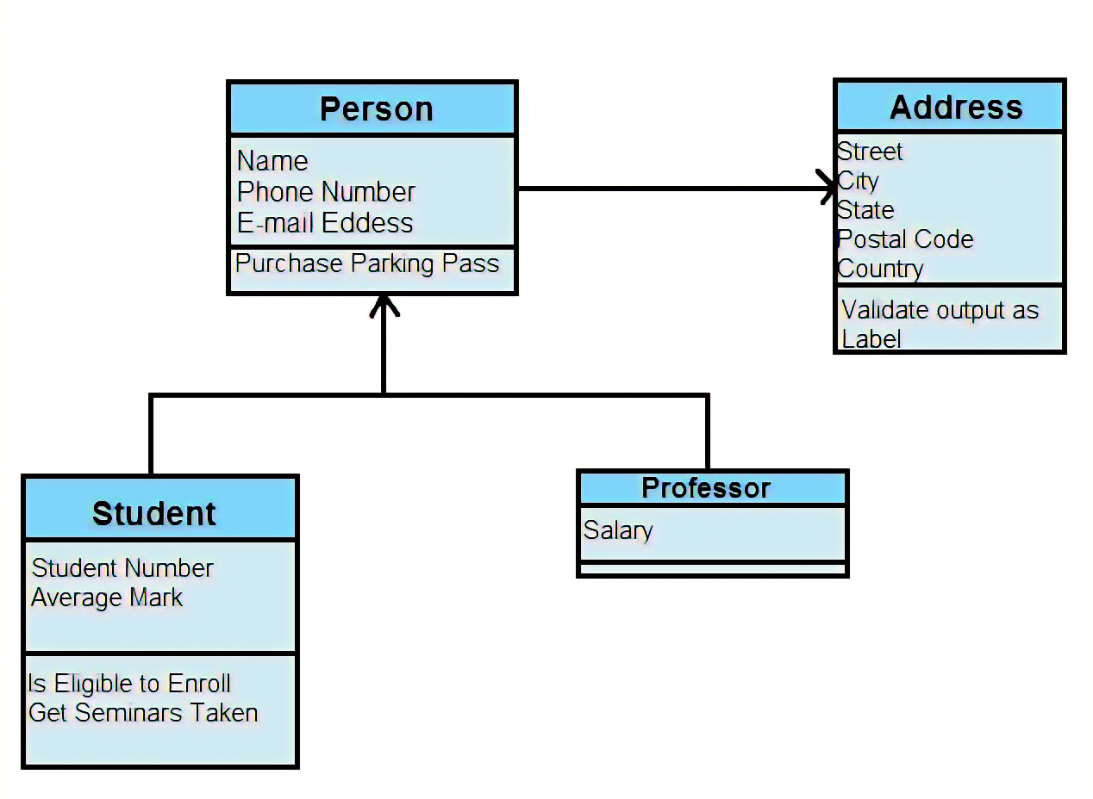 Person
Name
Phone Number
E-mail Eddess
Purchase Parking Pass
Address
Street
City
State
Postal Code
Country
Validate output as
Label
Student
Student Number
Average Mark
Is Eligible to Enroll
Get Seminars Taken
Professor
Salary